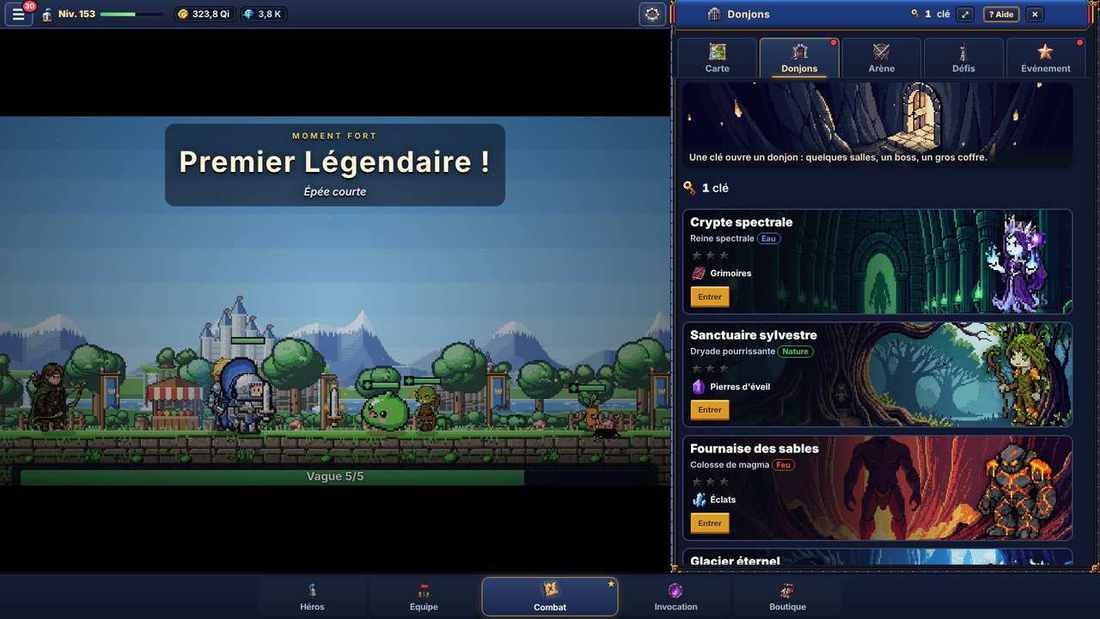 30
Niv. 153
323,8 Qi
3,8 K
MOMENT FORT
Premier Légendaire !
Épée courte
Vague 5/5
Héros
Équipe
Combat
Invocation
Boutique
Donjons
1 clé
? Aide
×
Carte
Donjons
Arène
Défis
Événement
Une clé ouvre un donjon : quelques salles, un boss, un gros coffre.
1 clé
Crypte spectrale
Reine spectrale Eau
Grimoires
Entrer
Sanctuaire sylvestre
Dryade pourrissante Nature
Pierres d'éveil
Entrer
Fournaise des sables
Colosse de magma Feu
Éclats
Entrer
Glacier éternel